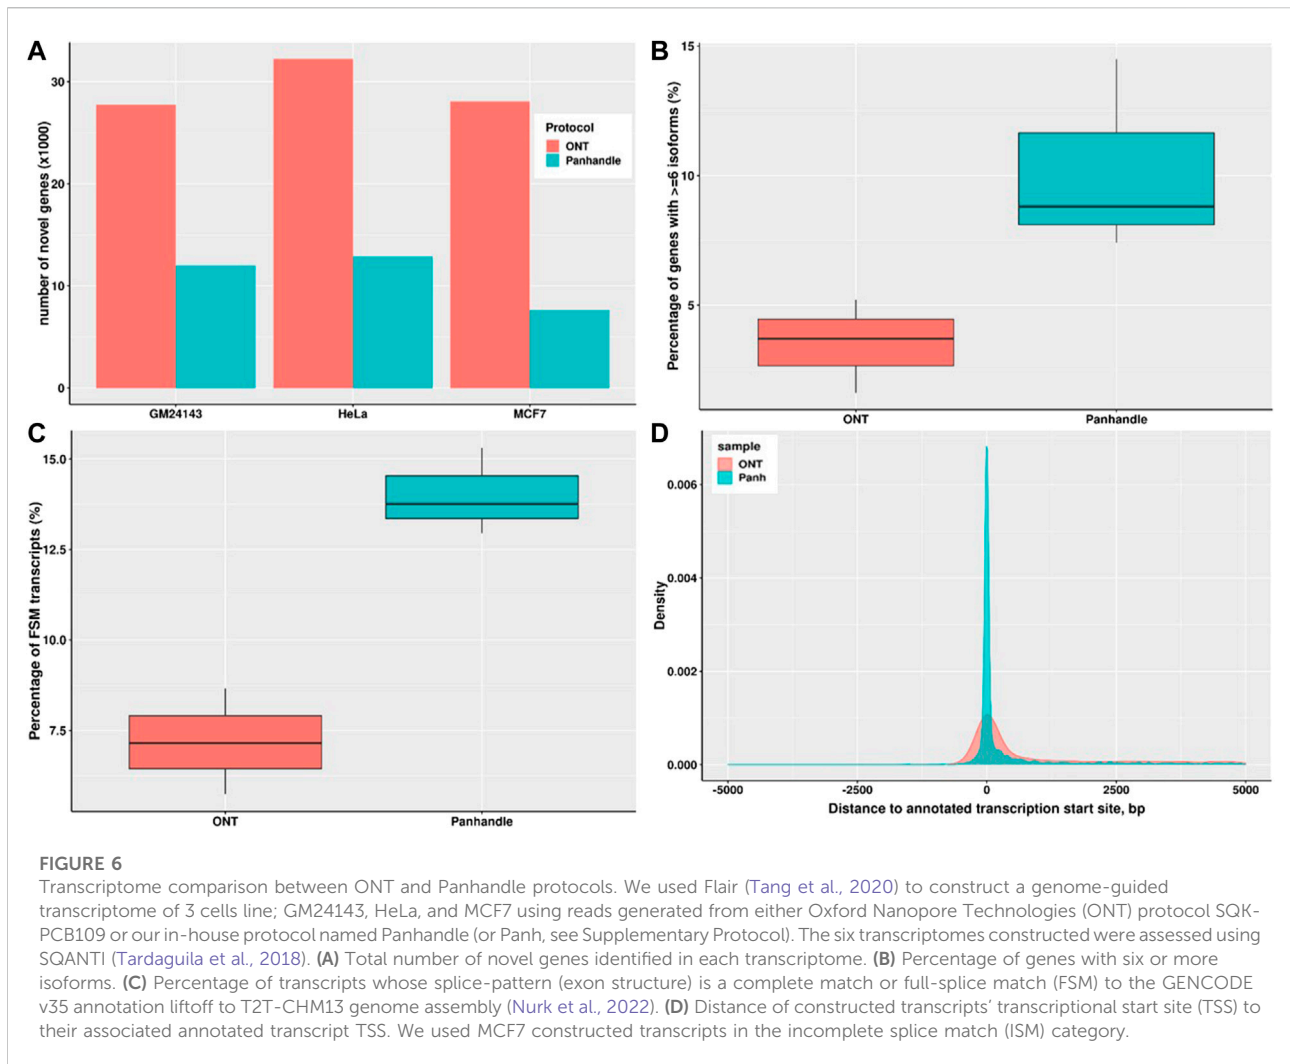 A
number of novel genes (x1000)
30
20
10
0
Protocol
ONT
Panhandle
GM24143
HeLa
MCF7
B
Percentage of genes with >=6 isoforms (%)
15
10
5
ONT
Panhandle
C
Percentage of FSM transcripts (%)
15.0
12.5
10.0
7.5
ONT
Panhandle
D
sample
ONT
Panh
Density
0.006
0.004
0.002
0.000
-5000
-2500
0
2500
5000
Distance to annotated transcription start site, bp
FIGURE 6
Transcriptome comparison between ONT and Panhandle protocols. We used Flair (Tang et al., 2020) to construct a genome-guided
transcriptome of 3 cells line; GM24143, HeLa, and MCF7 using reads generated from either Oxford Nanopore Technologies (ONT) protocol SQK-
PCB109 or our in-house protocol named Panhandle (or Panh, see Supplementary Protocol). The six transcriptomes constructed were assessed using
SQANTI (Tardaguila et al., 2018). (A) Total number of novel genes identified in each transcriptome. (B) Percentage of genes with six or more
isoforms. (C) Percentage of transcripts whose splice-pattern (exon structure) is a complete match or full-splice match (FSM) to the GENCODE
v35 annotation liftoff to T2T-CHM13 genome assembly (Nurk et al., 2022). (D) Distance of constructed transcripts' transcriptional start site (TSS) to
their associated annotated transcript TSS. We used MCF7 constructed transcripts in the incomplete splice match (ISM) category.